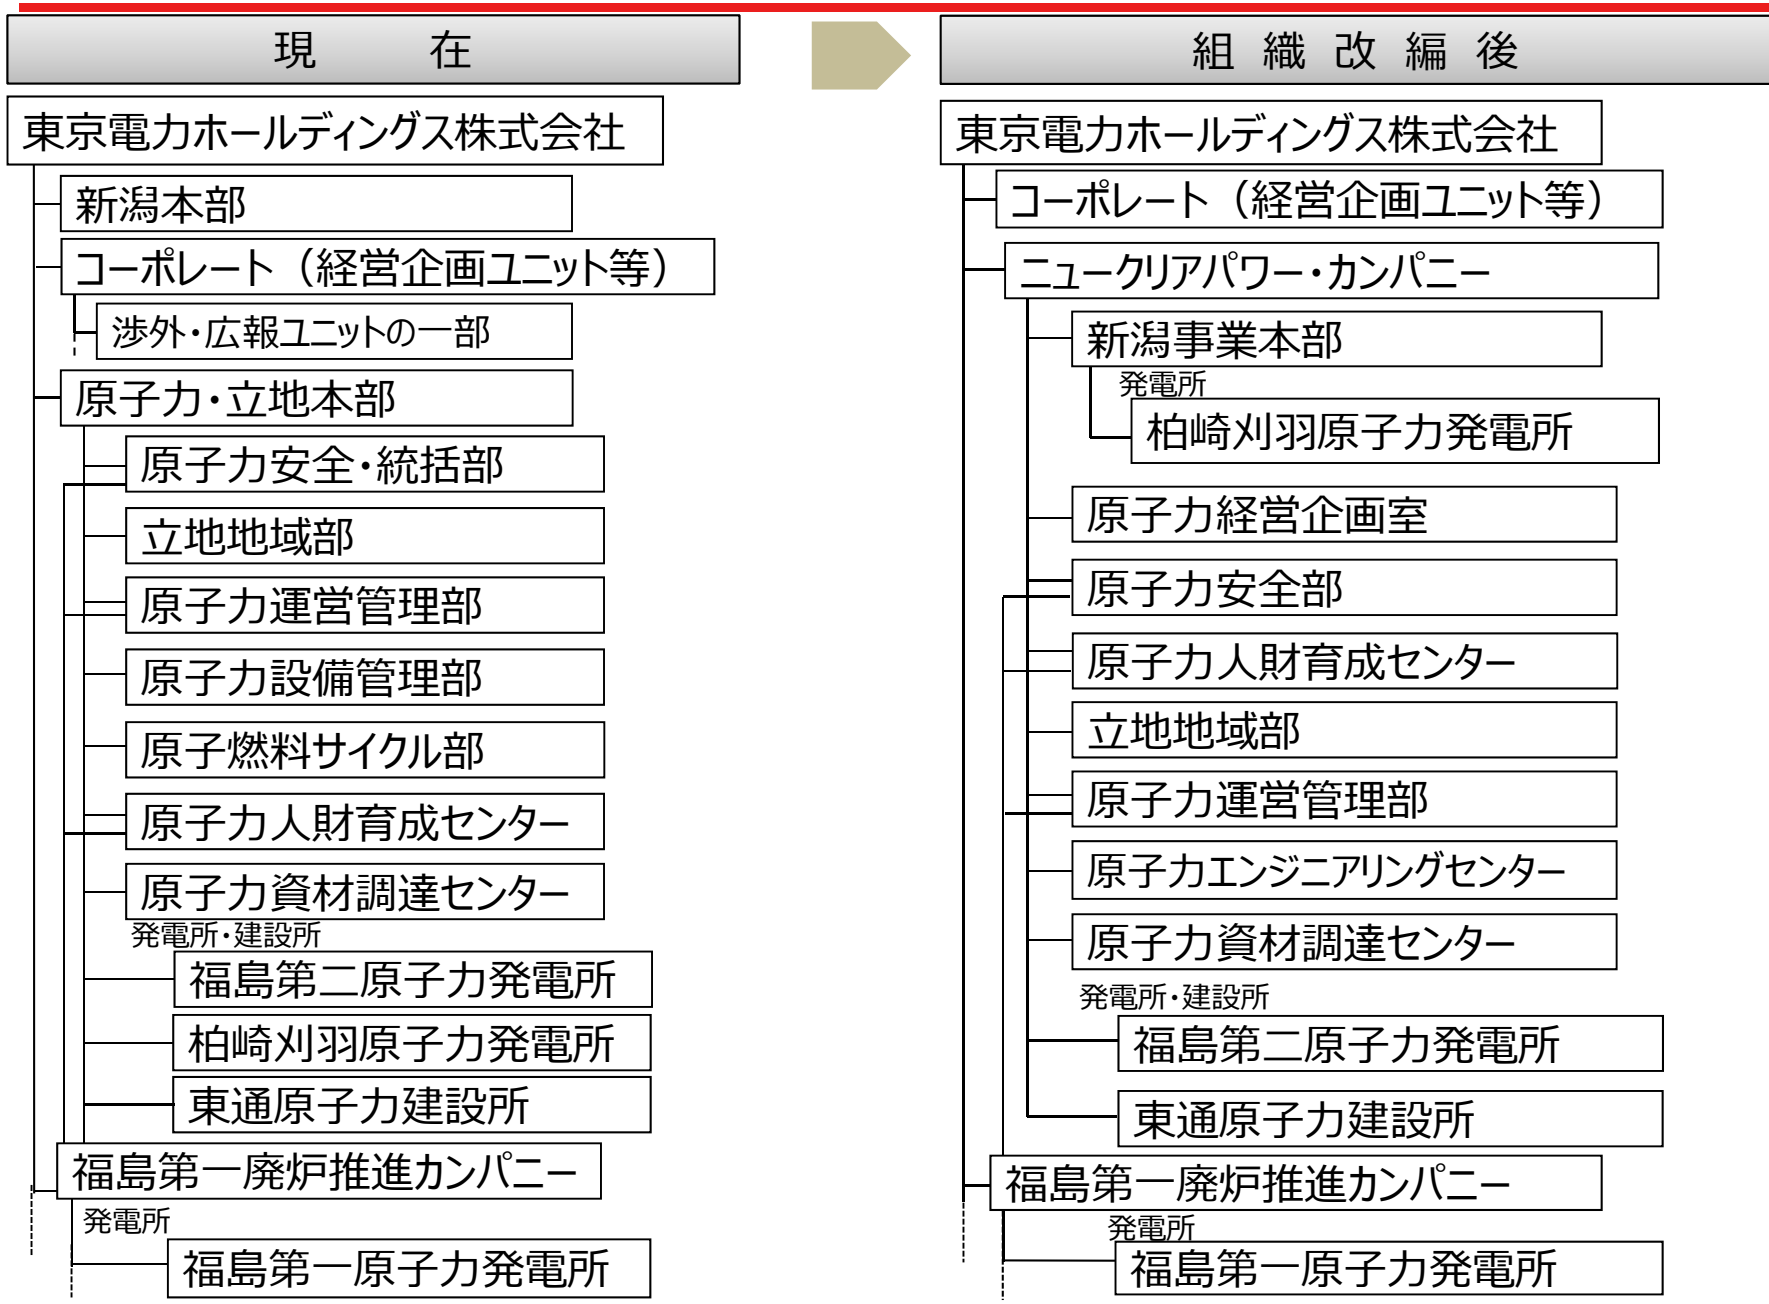 現在
東京電力ホールディングス株式会社
新潟本部
コーポレート（経営企画ユニット等）
渉外・広報ユニットの一部
原子力・立地本部
原子力安全・統括部
立地地域部
原子力運営管理部
原子力設備管理部
原子燃料サイクル部
原子力人財育成センター
原子力資材調達センター
発電所・建設所
福島第二原子力発電所
柏崎刈羽原子力発電所
東通原子力建設所
福島第一廃炉推進カンパニー
発電所
福島第一原子力発電所
組織改編後
東京電力ホールディングス株式会社
コーポレート（経営企画ユニット等）
ニュークリアパワー・カンパニー
新潟事業本部
発電所
柏崎刈羽原子力発電所
原子力経営企画室
原子力安全部
原子力人財育成センター
立地地域部
原子力運営管理部
原子力エンジニアリングセンター
原子力資材調達センター
発電所・建設所
福島第二原子力発電所
東通原子力建設所
福島第一廃炉推進カンパニー
発電所
福島第一原子力発電所